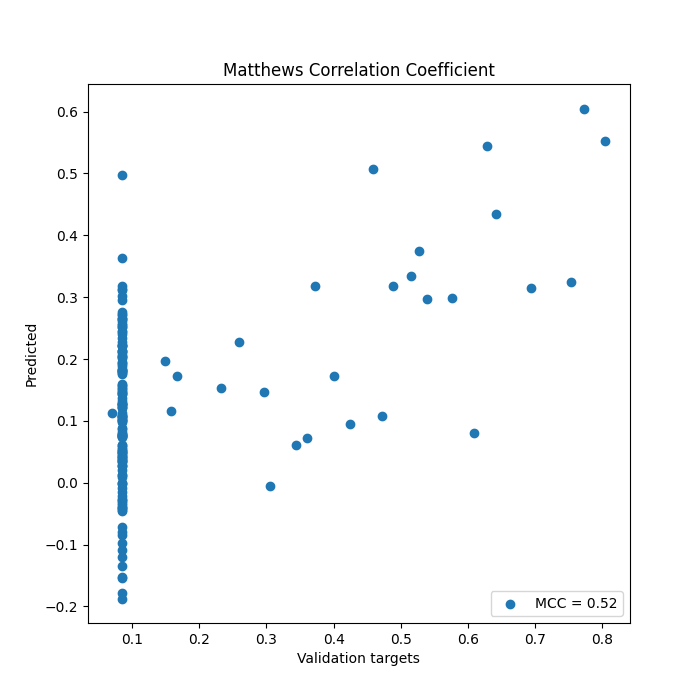 Matthews Correlation Coefficient
0.6
0.5
0.4
0.3
0.2
0.1
0.0
−0.1
−0.2
Predicted
MCC = 0.52
0.1 0.2 0.3 0.4 0.5 0.6 0.7 0.8
Validation targets